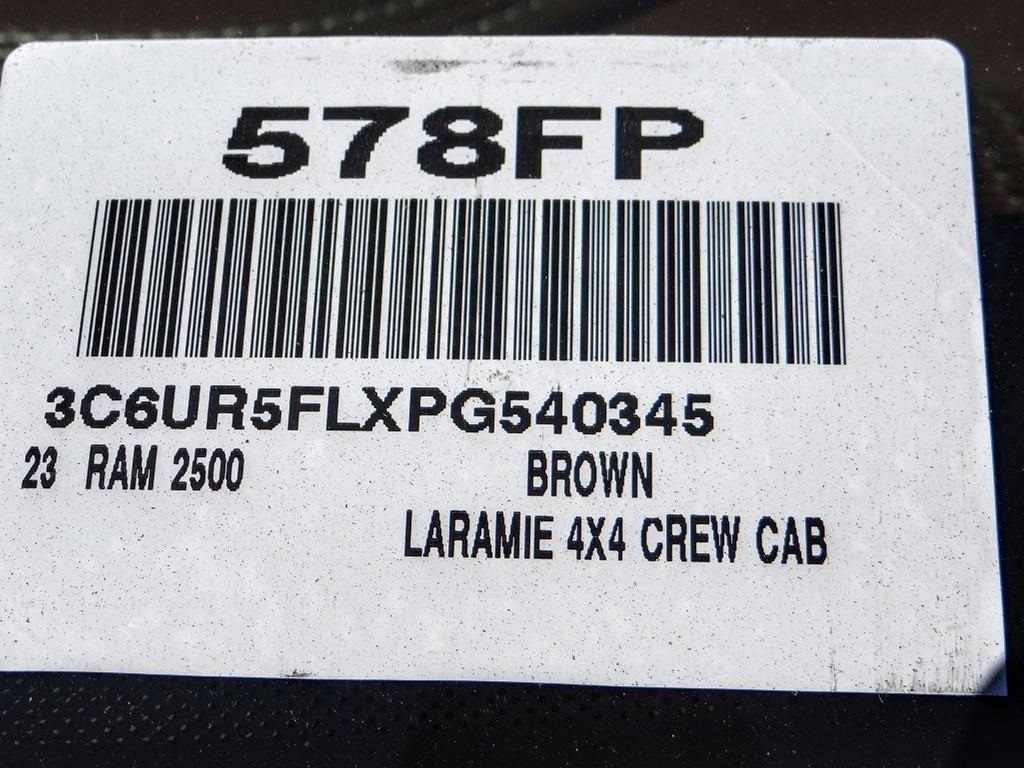 578FP
3C6UR5FLXPG540345
23 RAM 2500 BROWN
LARAMIE 4X4 CREW CAB